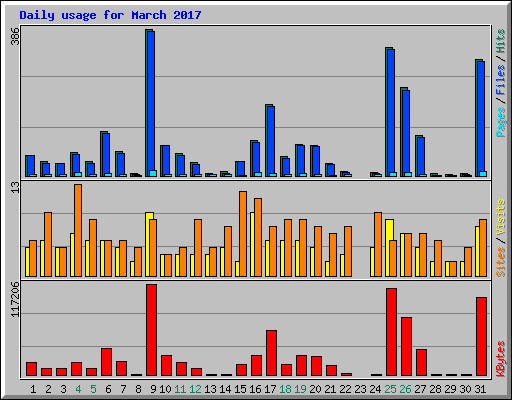 Daily usage for March 2017
386
Pages / Files / Hits
13
Sites / Visits
117206
KBytes
1 2 3 4 5 6 7 8 9 10 11 12 13 14 15 16 17 18 19 20 21 22 23 24 25 26 27 28 29 30 31